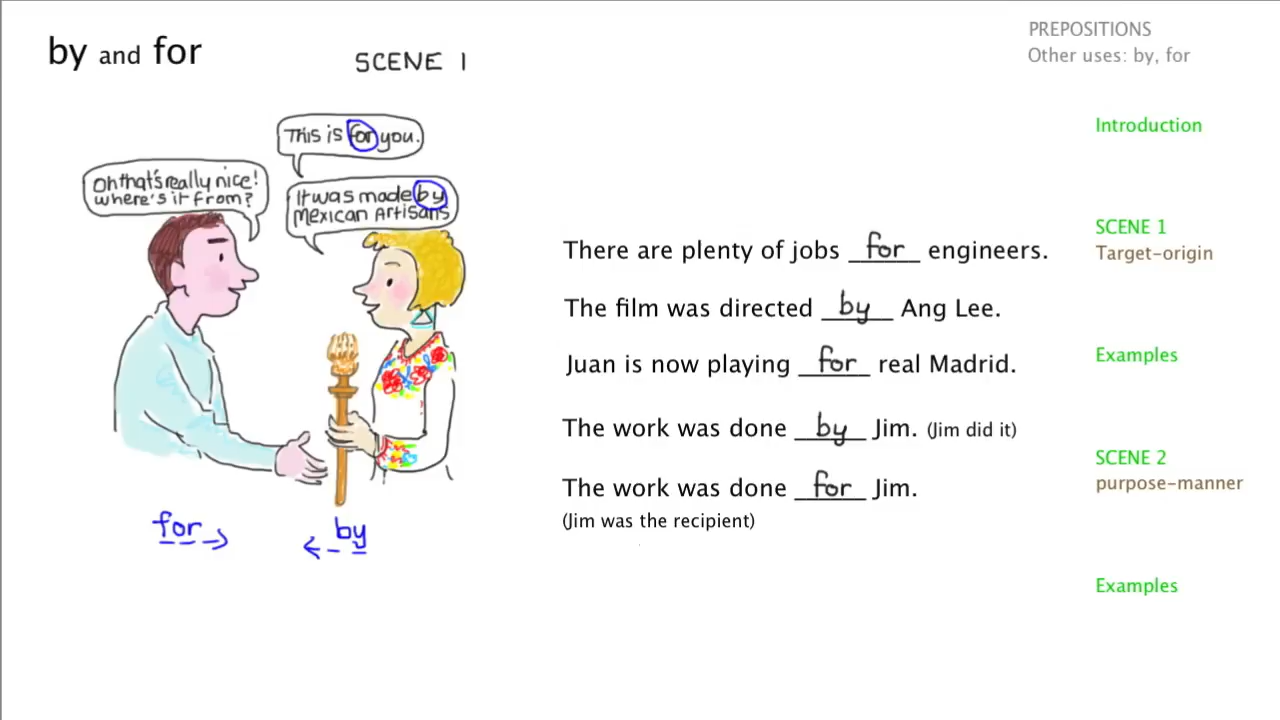 by and for
SCENE 1
PREPOSITIONS
Other uses: by, for
This is for you.
Oh that's really nice!
where's it from?
It was made by
Mexican Artisans
for
by
There are plenty of jobs for engineers.
The film was directed by Ang Lee.
Juan is now playing for real Madrid.
The work was done by Jim. (Jim did it)
The work was done for Jim.
(Jim was the recipient)
Introduction
SCENE 1
Target-origin
Examples
SCENE 2
purpose-manner
Examples